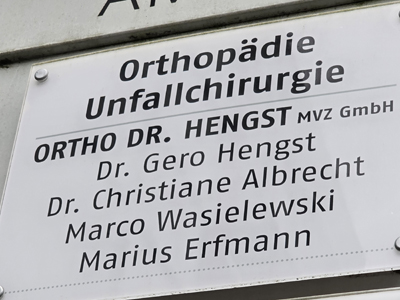 Orthopädie
Unfallchirurgie
ORTHO DR. HENGST MVZ GmbH
Dr. Gero Hengst
Dr. Christiane Albrecht
Marco Wasielewski
Marius Erfmann